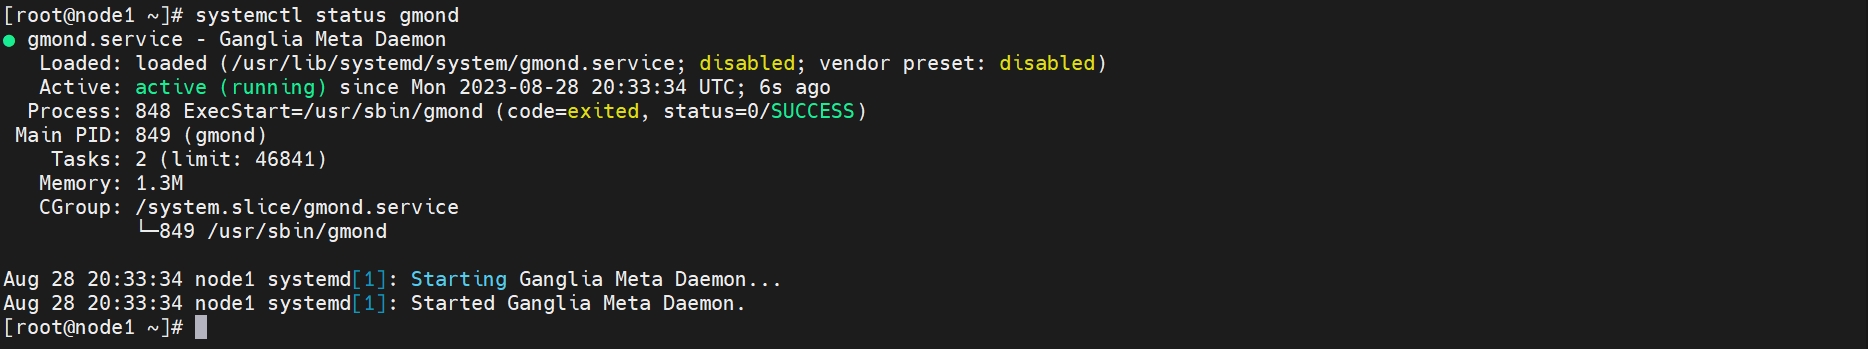 [root@node1 ~]# systemctl status gmond
● gmond.service - Ganglia Meta Daemon
   Loaded: loaded (/usr/lib/systemd/system/gmond.service; disabled; vendor preset: disabled)
   Active: active (running) since Mon 2023-08-28 20:33:34 UTC; 6s ago
  Process: 848 ExecStart=/usr/sbin/gmond (code=exited, status=0/SUCCESS)
 Main PID: 849 (gmond)
    Tasks: 2 (limit: 46841)
   Memory: 1.3M
   CGroup: /system.slice/gmond.service
           └─849 /usr/sbin/gmond

Aug 28 20:33:34 node1 systemd[1]: Starting Ganglia Meta Daemon...
Aug 28 20:33:34 node1 systemd[1]: Started Ganglia Meta Daemon.
[root@node1 ~]#